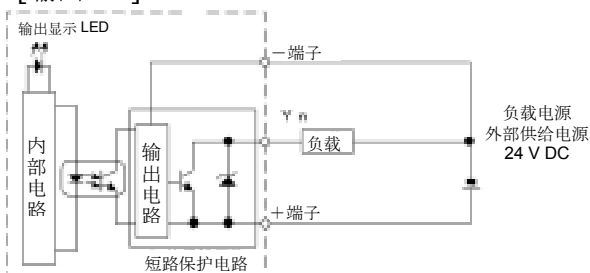 输出显示 LED
－端子
Y n
负载
负载电源
外部供给电源
24 V DC
内部电路
输出电路
＋端子
短路保护电路